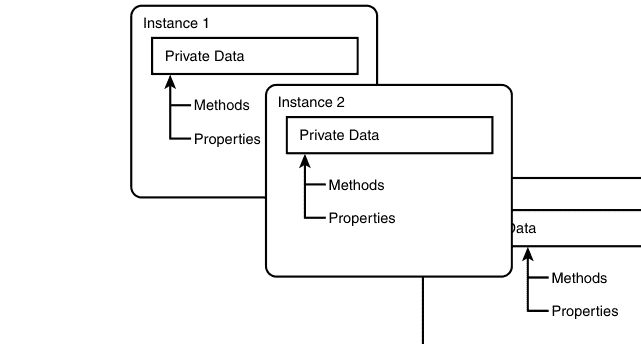 Instance 1
Private Data
Methods
Properties
Instance 2
Private Data
Methods
Properties
Data
Methods
Properties